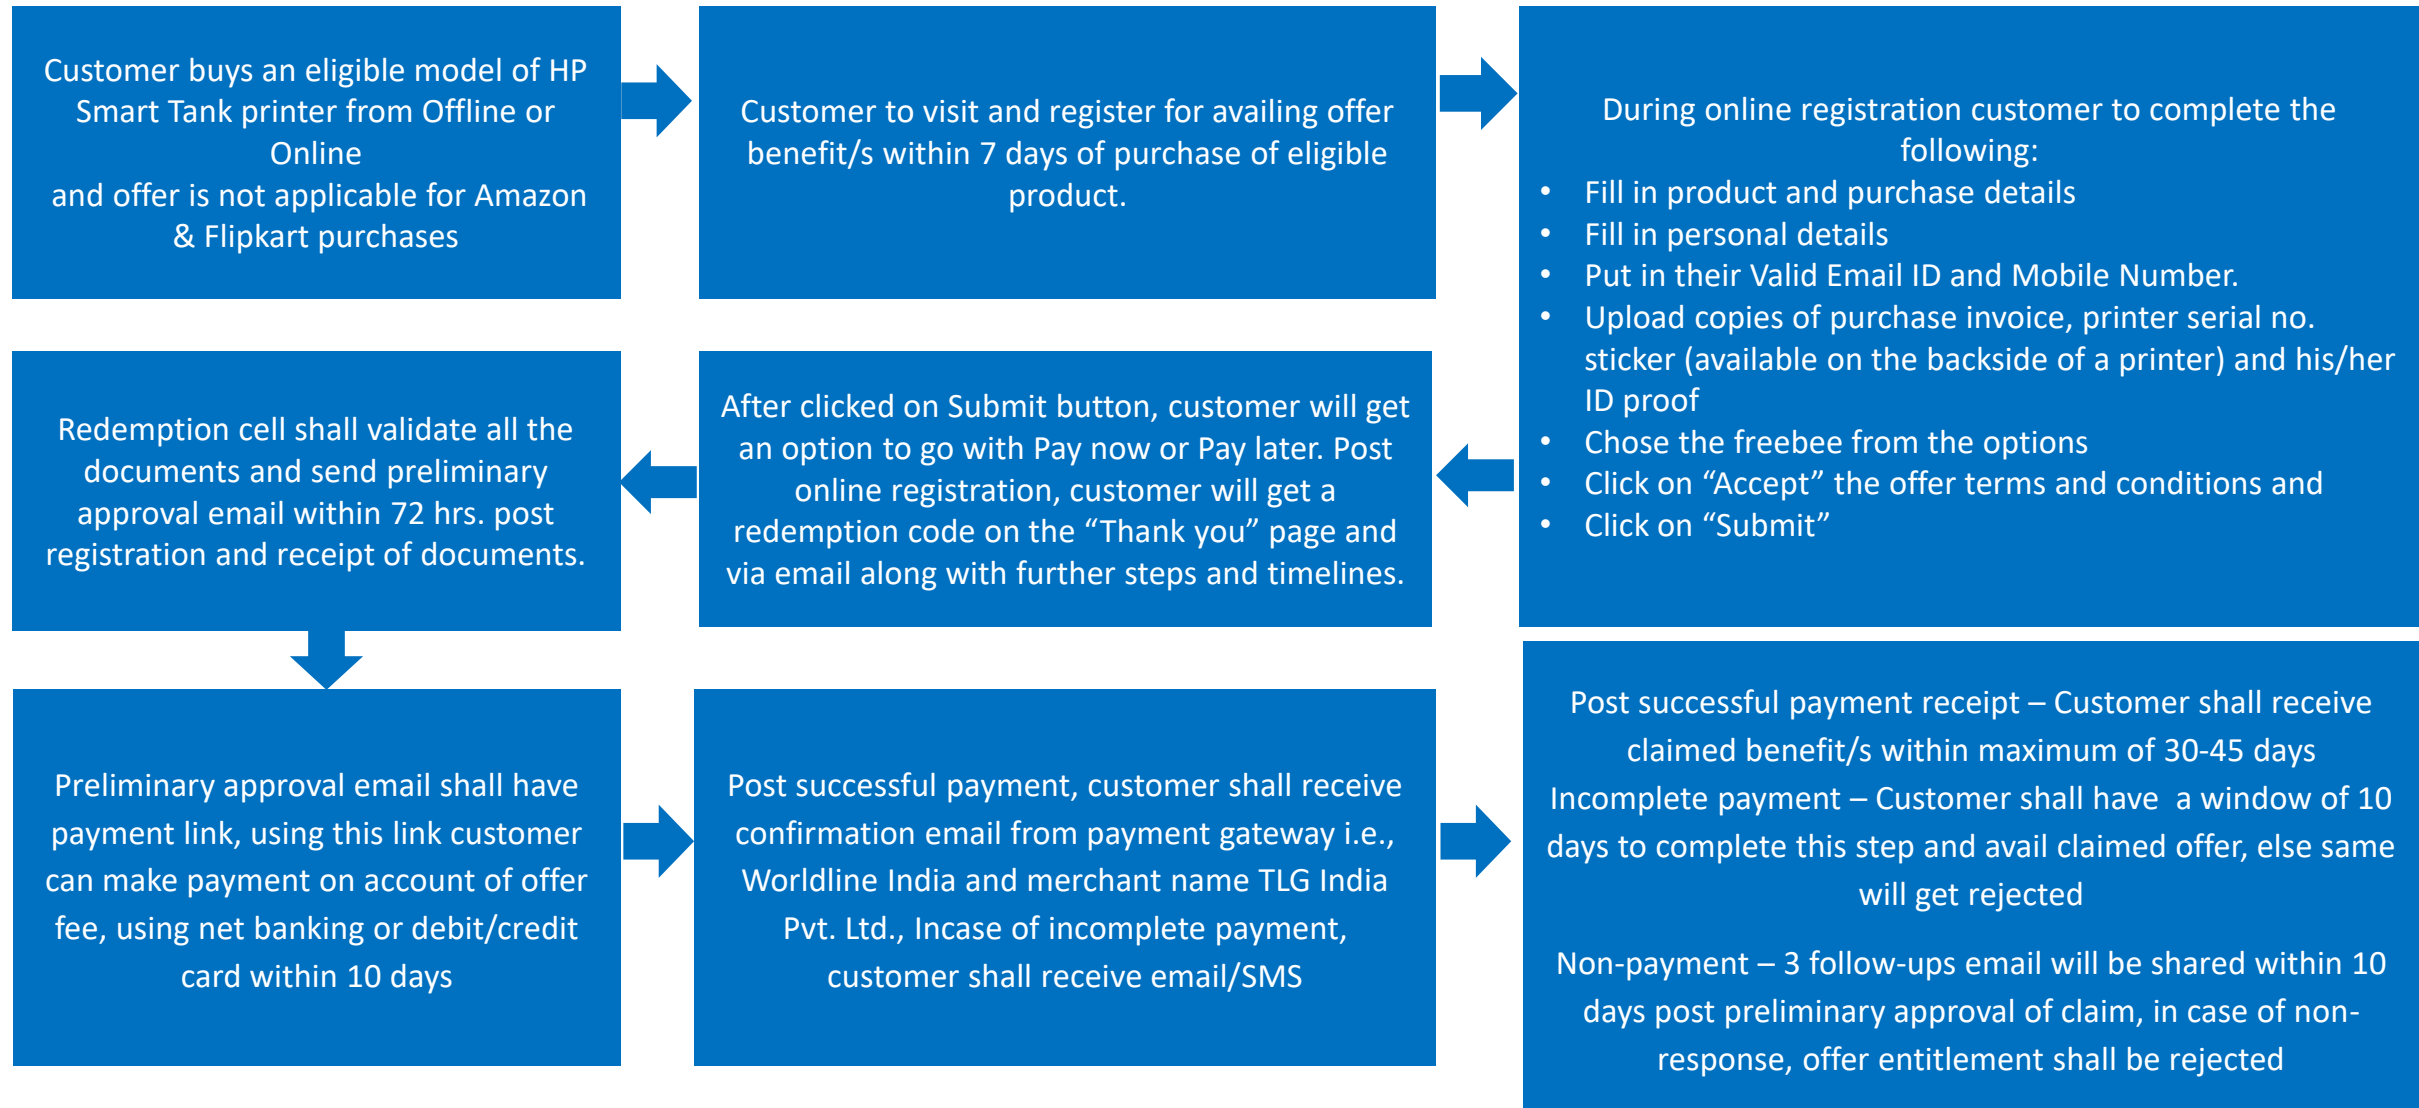 Customer buys an eligible model of HP
Smart Tank printer from Offline or
Online
and offer is not applicable for Amazon
& Flipkart purchases
Customer to visit and register for availing offer
benefit/s within 7 days of purchase of eligible
product.
During online registration customer to complete the
following:
• Fill in product and purchase details
• Fill in personal details
• Put in their Valid Email ID and Mobile Number.
• Upload copies of purchase invoice, printer serial no.
sticker (available on the backside of a printer) and his/her
ID proof
• Chose the freebee from the options
• Click on “Accept” the offer terms and conditions and
• Click on “Submit”
After clicked on Submit button, customer will get
an option to go with Pay now or Pay later. Post
online registration, customer will get a
redemption code on the “Thank you” page and
via email along with further steps and timelines.
Redemption cell shall validate all the
documents and send preliminary
approval email within 72 hrs. post
registration and receipt of documents.
Preliminary approval email shall have
payment link, using this link customer
can make payment on account of offer
fee, using net banking or debit/credit
card within 10 days
Post successful payment, customer shall receive
confirmation email from payment gateway i.e.,
Worldline India and merchant name TLG India
Pvt. Ltd., Incase of incomplete payment,
customer shall receive email/SMS
Post successful payment receipt – Customer shall receive
claimed benefit/s within maximum of 30-45 days
Incomplete payment – Customer shall have a window of 10
days to complete this step and avail claimed offer, else same
will get rejected
Non-payment – 3 follow-ups email will be shared within 10
days post preliminary approval of claim, in case of non-
response, offer entitlement shall be rejected